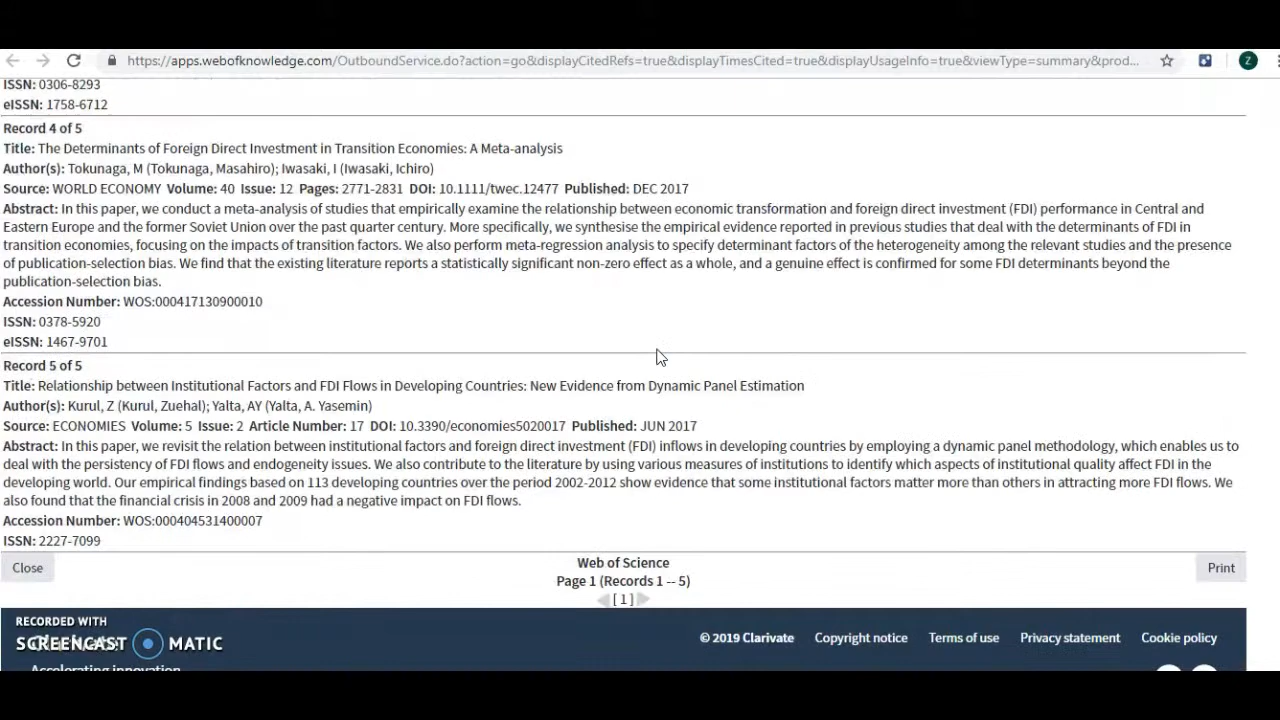 https://apps.webofknowledge.com/OutboundService.do?action=go&displayCitedRefs=true&displayTimesCited=true&displayUsageInfo=true&viewType=summary&prod...
Z
ISSN: 0306-8293
eISSN: 1758-6712
Record 4 of 5
Title: The Determinants of Foreign Direct Investment in Transition Economies: A Meta-analysis
Author(s): Tokunaga, M (Tokunaga, Masahiro); Iwasaki, I (Iwasaki, Ichiro)
Source: WORLD ECONOMY Volume: 40 Issue: 12 Pages: 2771-2831 DOI: 10.1111/twec.12477 Published: DEC 2017
Abstract: In this paper, we conduct a meta-analysis of studies that empirically examine the relationship between economic transformation and foreign direct investment (FDI) performance in Central and
Eastern Europe and the former Soviet Union over the past quarter century. More specifically, we synthesise the empirical evidence reported in previous studies that deal with the determinants of FDI in
transition economies, focusing on the impacts of transition factors. We also perform meta-regression analysis to specify determinant factors of the heterogeneity among the relevant studies and the presence
of publication-selection bias. We find that the existing literature reports a statistically significant non-zero effect as a whole, and a genuine effect is confirmed for some FDI determinants beyond the
publication-selection bias.
Accession Number: WOS:000417130900010
ISSN: 0378-5920
eISSN: 1467-9701
Record 5 of 5
Title: Relationship between Institutional Factors and FDI Flows in Developing Countries: New Evidence from Dynamic Panel Estimation
Author(s): Kurul, Z (Kurul, Zuehal); Yalta, AY (Yalta, A. Yasemin)
Source: ECONOMIES Volume: 5 Issue: 2 Article Number: 17 DOI: 10.3390/economies5020017 Published: JUN 2017
Abstract: In this paper, we revisit the relation between institutional factors and foreign direct investment (FDI) inflows in developing countries by employing a dynamic panel methodology, which enables us to
deal with the persistency of FDI flows and endogeneity issues. We also contribute to the literature by using various measures of institutions to identify which aspects of institutional quality affect FDI in the
developing world. Our empirical findings based on 113 developing countries over the period 2002-2012 show evidence that some institutional factors matter more than others in attracting more FDI flows. We
also found that the financial crisis in 2008 and 2009 had a negative impact on FDI flows.
Accession Number: WOS:000404531400007
ISSN: 2227-7099
Close
Web of Science
Print
Page 1 (Records 1 -- 5)
[ 1 ]
RECORDED WITH
SCREENCAST MATIC
© 2019 Clarivate Copyright notice Terms of use Privacy statement Cookie policy
Accelerating innovation